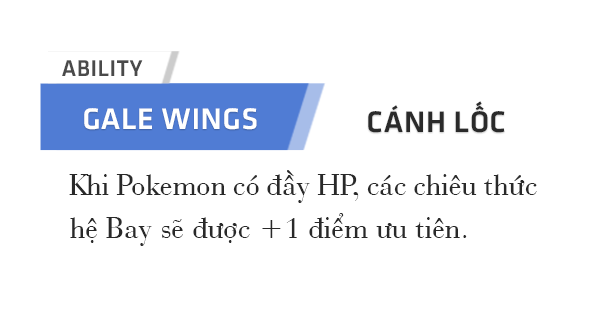 ABILITY
GALE WINGS
CÁNH LỐC
Khi Pokemon có đầy HP, các chiêu thức
hệ Bay sẽ được +1 điểm ưu tiên.